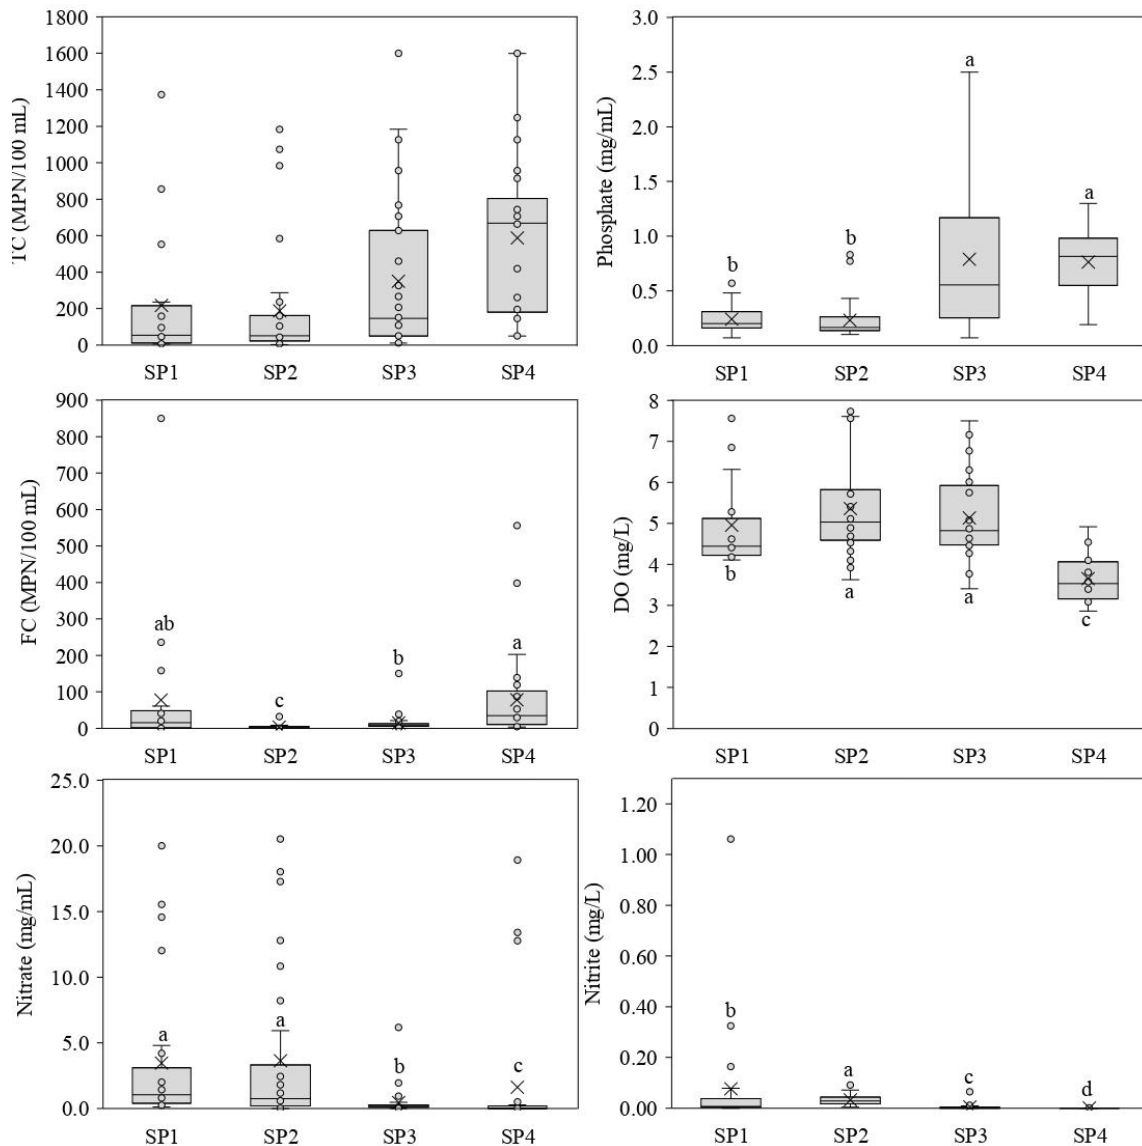 TC (MPN/100 mL)
1800
1600
1400
1200
1000
800
600
400
200
0
SP1 SP2 SP3 SP4
Phosphate (mg/mL)
3.0
2.5
2.0
1.5
1.0
0.5
0.0
b b a a
SP1 SP2 SP3 SP4
FC (MPN/100 mL)
900
800
700
600
500
400
300
200
100
0
ab c b a
SP1 SP2 SP3 SP4
DO (mg/L)
8
7
6
5
4
3
2
1
0
b a a c
SP1 SP2 SP3 SP4
Nitrate (mg/mL)
25.0
20.0
15.0
10.0
5.0
0.0
a a b c
SP1 SP2 SP3 SP4
Nitrite (mg/L)
1.20
1.00
0.80
0.60
0.40
0.20
0.00
b a c d
SP1 SP2 SP3 SP4